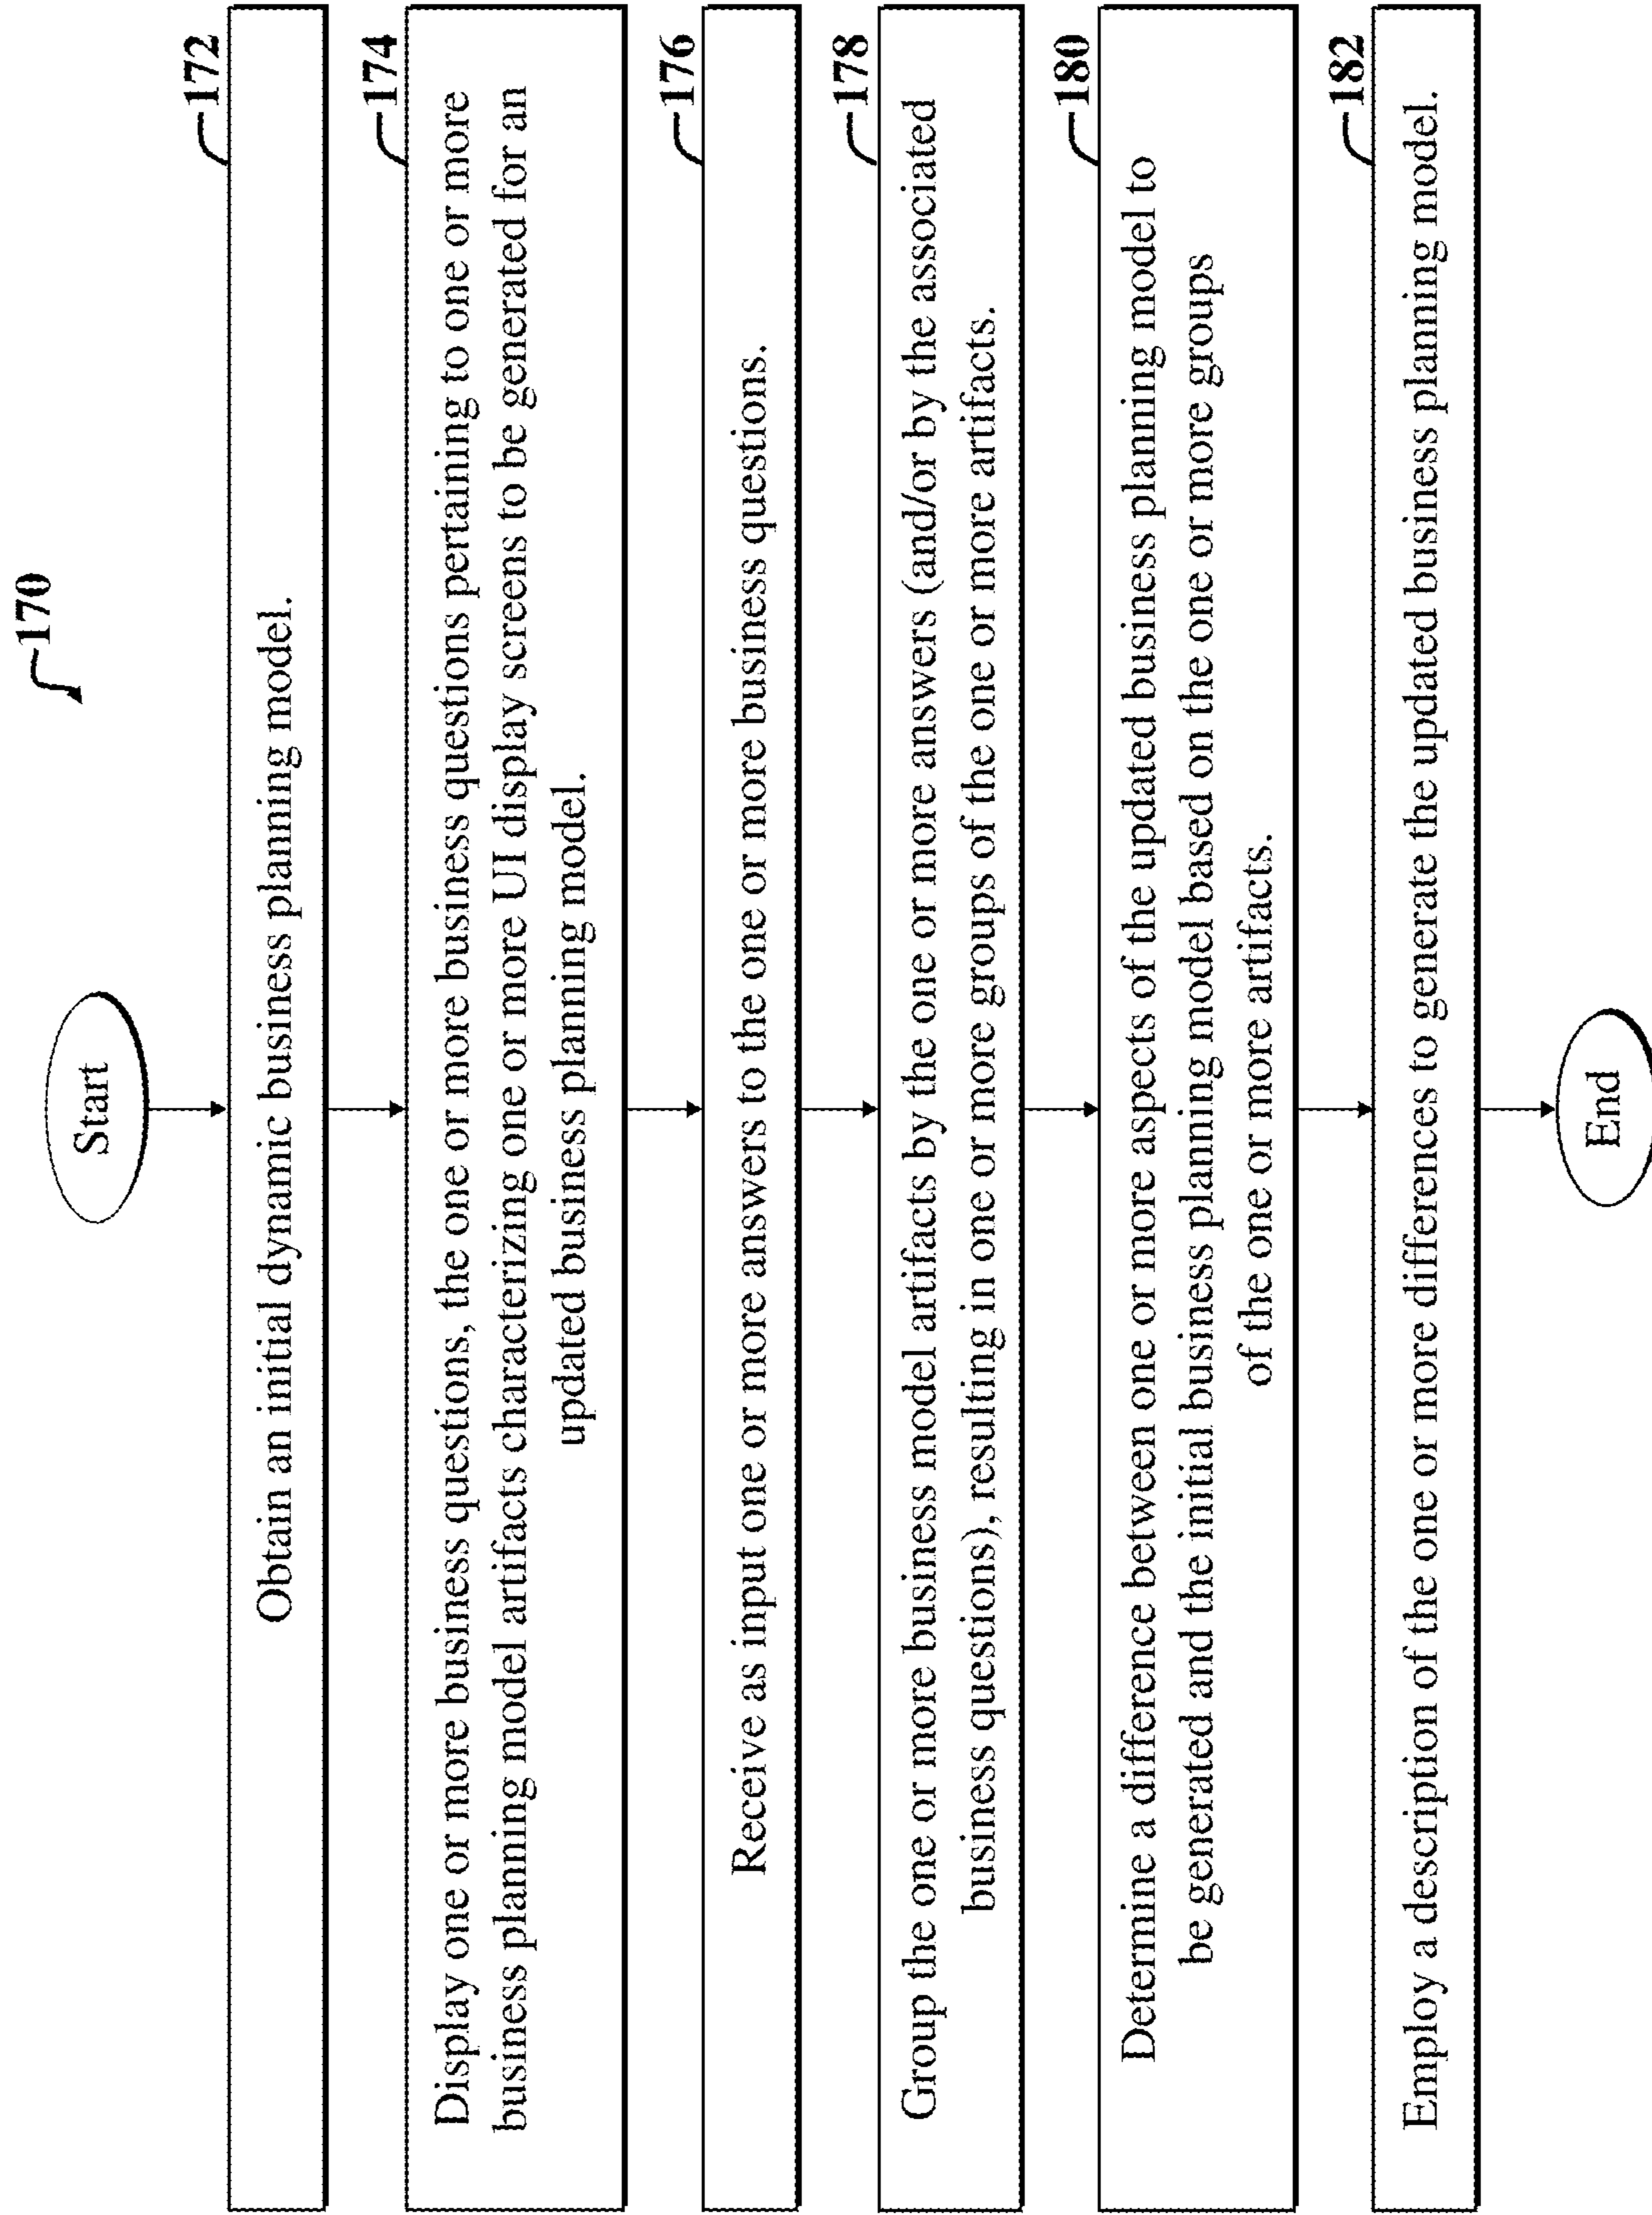 170
Start
172
Obtain an initial dynamic business planning model.
174
Display one or more business questions, the one or more business questions pertaining to one or more
business planning model artifacts characterizing one or more UI display screens to be generated for an
updated business planning model.
176
Receive as input one or more answers to the one or more business questions.
178
Group the one or more business model artifacts by the one or more answers (and/or by the associated
business questions), resulting in one or more groups of the one or more artifacts.
180
Determine a difference between one or more aspects of the updated business planning model to
be generated and the initial business planning model based on the one or more groups
of the one or more artifacts.
182
Employ a description of the one or more differences to generate the updated business planning model.
End